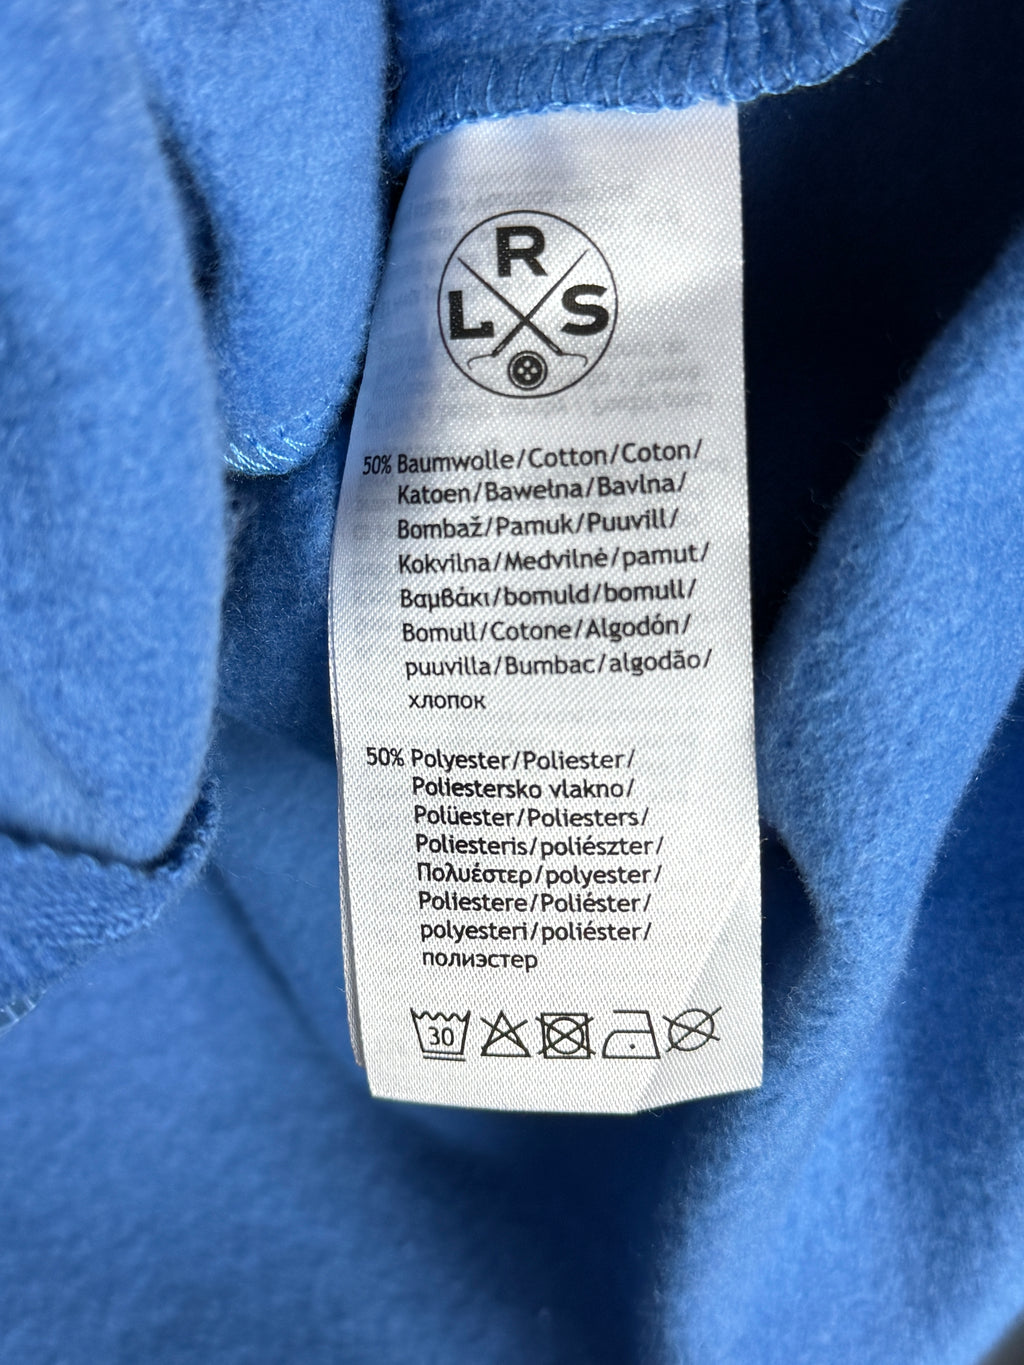 R
L S
50% Baumwolle/Cotton/Coton/
Katoen/Bawełna/Bavlna/
Bombaž/Pamuk/Puuvill/
Kokvilna/Medvilnė/pamut/
Βαμβάκι/bomuld/bomull/
Bomull/Cotone/Algodón/
puuvilla/Bumbac/algodão/
хлопок
50% Polyester/Poliester/
Poliestersko vlakno/
Polüester/Poliesters/
Poliesteris/poliészter/
Πολυέστερ/polyester/
Poliestere/Poliéster/
polyesteri/poliéster/
полиэстер
30